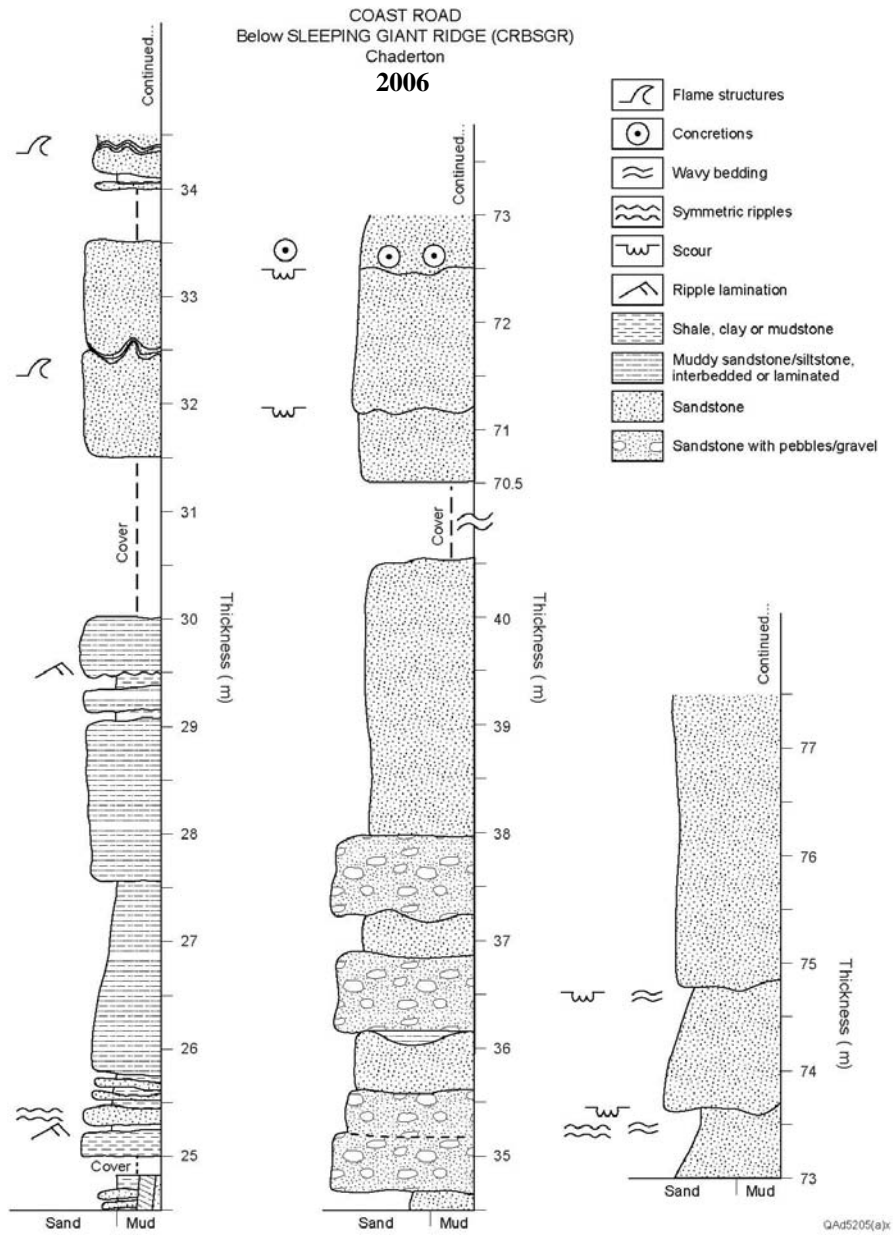 COAST ROAD
Below SLEEPING GIANT RIDGE (CRBSGR)
Chaderton
2006
Continued...
34
33
32
31
Cover
30
29
28
27
26
25
Cover
Thickness ( m)
Sand
Mud
Continued...
73
72
71
70.5
Cover
40
39
38
37
36
35
Thickness ( m)
Sand
Mud
Flame structures
Concretions
Wavy bedding
Symmetric ripples
Scour
Ripple lamination
Shale, clay or mudstone
Muddy sandstone/siltstone,
interbedded or laminated
Sandstone
Sandstone with pebbles/gravel
Continued...
77
76
75
74
73
Thickness ( m)
Sand
Mud
QAd5205(a)x